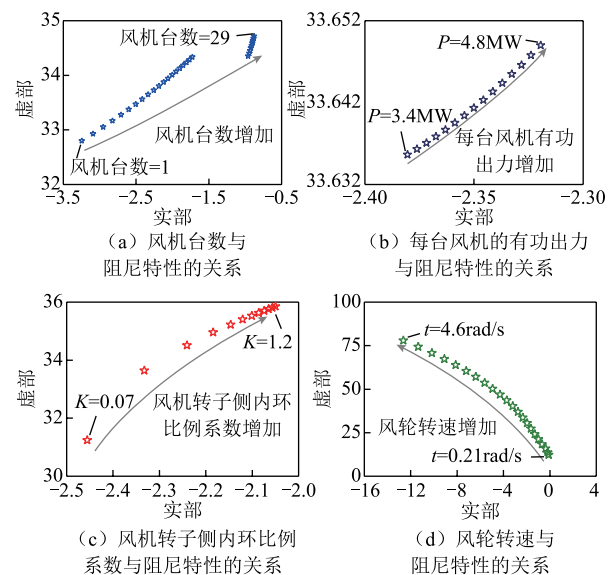 35
34
33
32
虚部
风机台数=29
风机台数增加
风机台数=1
−3.5
−2.5
−1.5
−0.5
实部
(a) 风机台数与
阻尼特性的关系
33.652
33.642
33.632
虚部
P=4.8MW
P=3.4MW
每台风机有功
出力增加
−2.40
−2.35
−2.30
实部
(b) 每台风机的有功出力
与阻尼特性的关系
36
34
31
30
虚部
K=1.2
K=0.07
风机转子侧内环
比例系数增加
−2.5
−2.4
−2.3
−2.2
−2.1
−2.0
实部
(c) 风机转子侧内环比例
系数与阻尼特性的关系
100
75
50
25
0
虚部
t=4.6rad/s
风轮转速增加
t=0.21rad/s
−16
−12
−8
−4
0
4
实部
(d) 风轮转速与
阻尼特性的关系